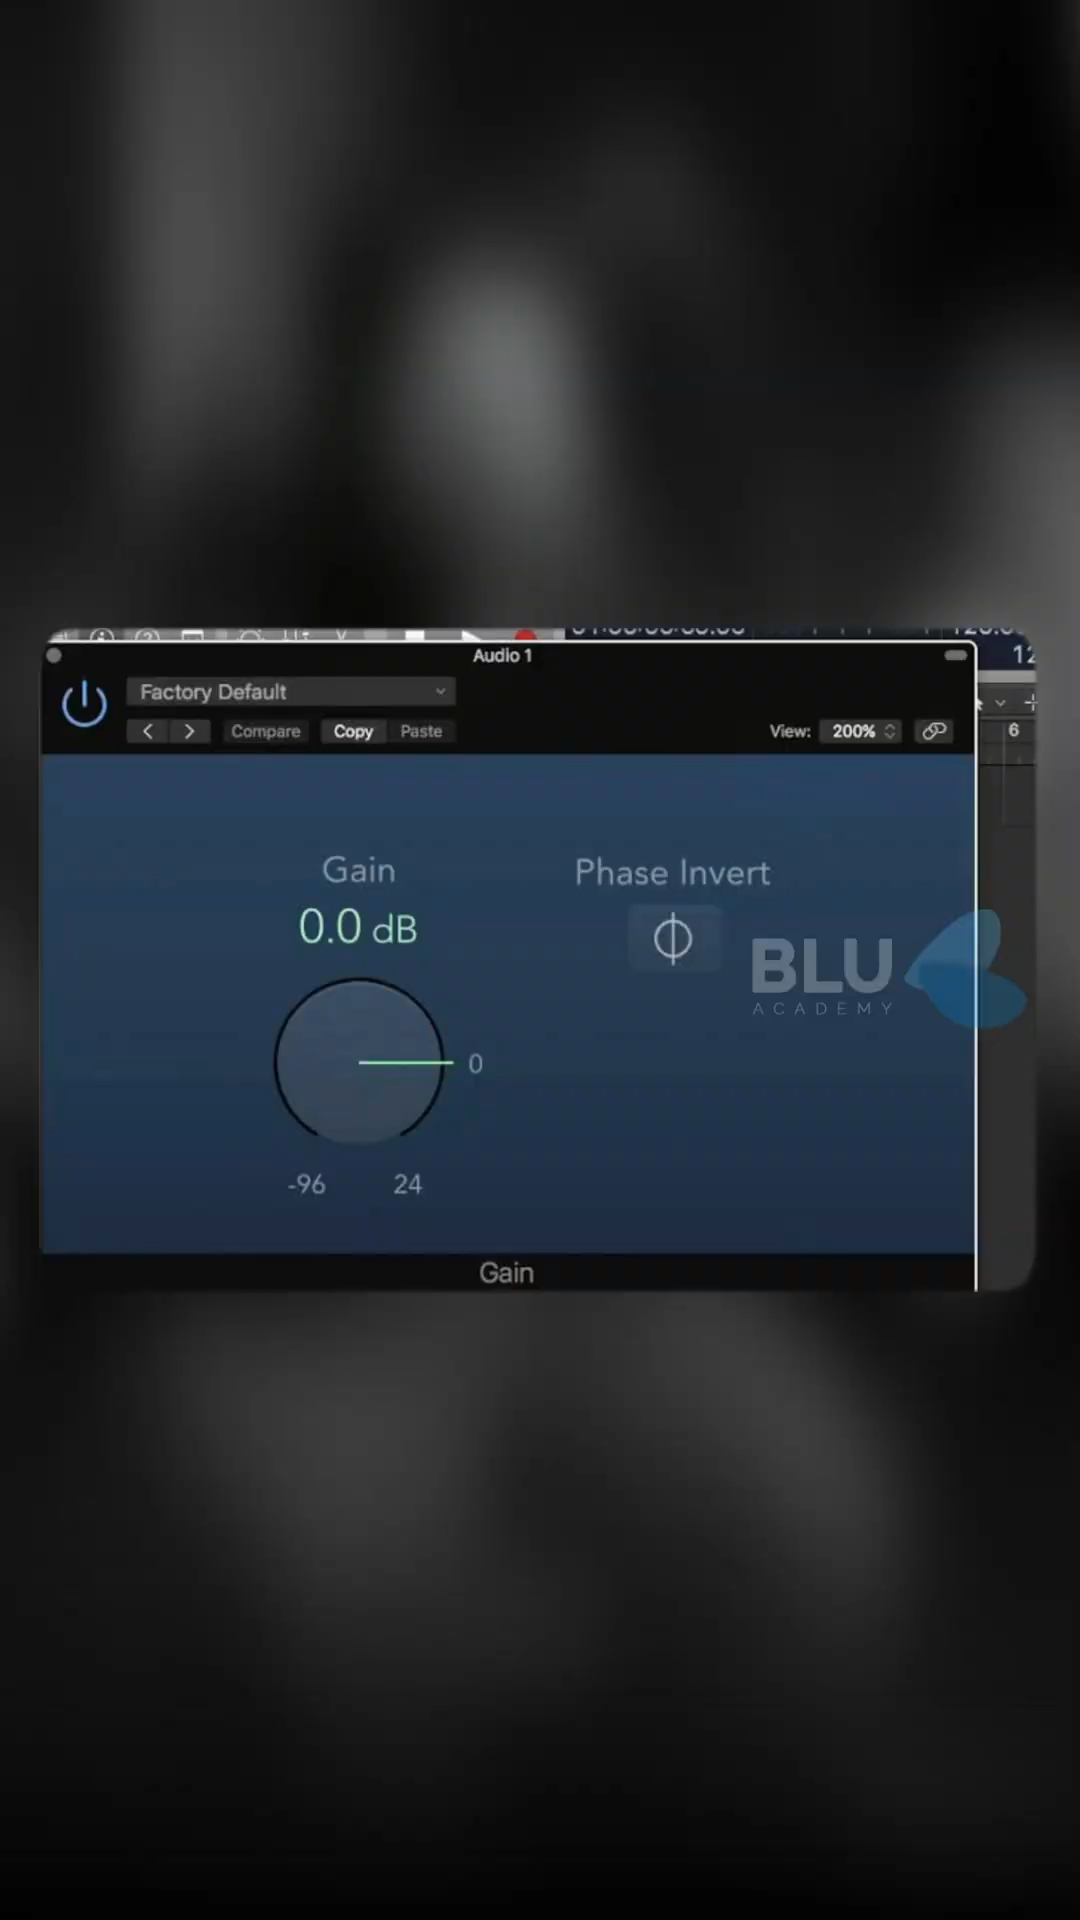 Audio 1
Factory Default
Compare
Copy
Paste
View:
200%
6
Gain
0.0 dB
Phase Invert
BLU
ACADEMY
0
-96
24
Gain